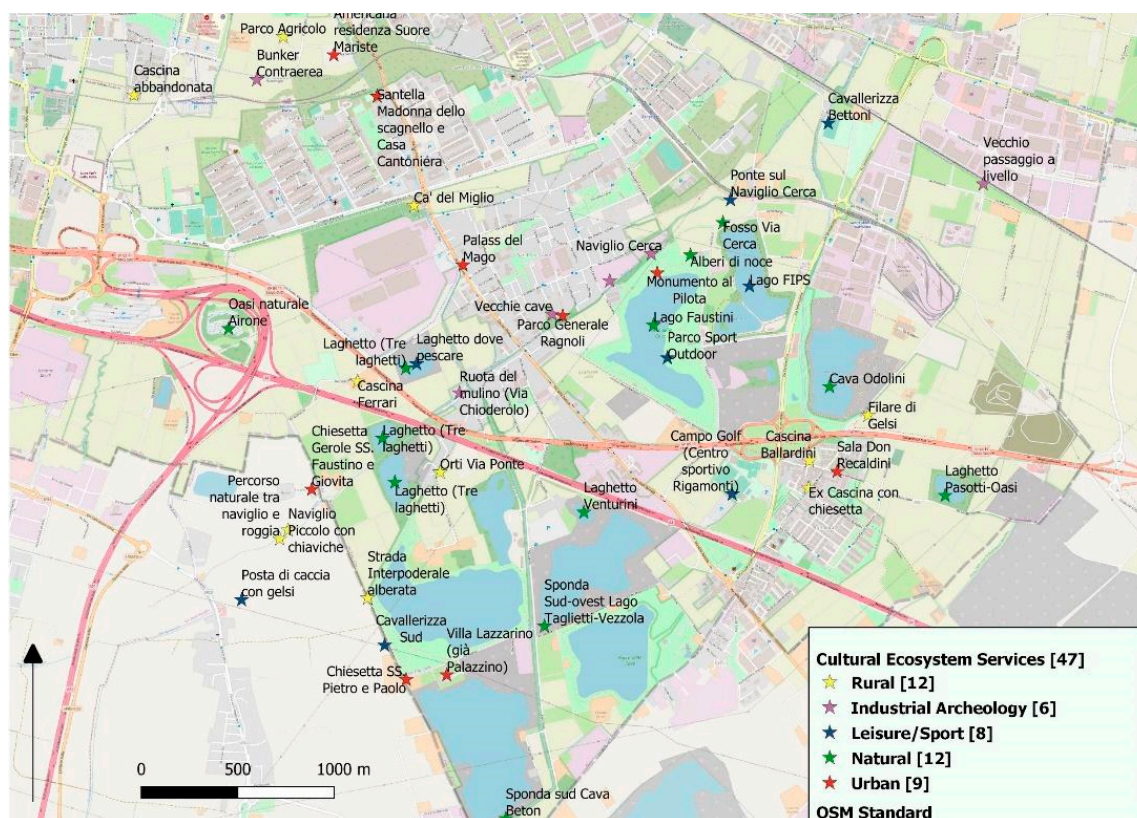 Americana
residenza Suore
Mariste
Parco Agricolo
Bunker
Contraerea
Cascina
abbandonata
Santella
Madonna dello
scagnello e
Casa
Cantoniera
Cavallerizza
Bettoni
Vecchio
passaggio a
livello
Ponte sul
Naviglio Cerca
Ca' del Miglio
Fosso Via
Cerca
Palass del
Mago
Naviglio Cerca
Alberi di noce
Monumento al
Pilota
Lago FIPS
Oasi naturale
Airone
Vecchie cave
Parco Generale
Ragnoli
Lago Faustini
Parco Sport
Outdoor
Laghetto (Tre
laghetti)
Laghetto dove
pescare
Cascina
Ferrari
Ruota del
mulino (Via
Chioderolo)
Cava Odolini
Filare di
Gelsi
Chiesetta
Gerole SS.
Faustino e
Giovita
Laghetto (Tre
laghetti)
Orti Via Ponte
Laghetto (Tre
laghetti)
Campo Golf
(Centro
sportivo
Rigamonti)
Cascina
Ballardini
Sala Don
Recaldini
Ex Cascina con
chiesetta
Laghetto
Pasotti-Oasi
Percorso
naturale tra
naviglio e
roggia
Naviglio
Piccolo con
chiaviche
Laghetto
Venturini
Posta di caccia
con gelsi
Strada
Interpoderale
alberata
Sponda
Sud-ovest Lago
Taglietti-Vezzola
Cavallerizza
Sud
Villa Lazzarino
(già
Palazzino)
Chiesetta SS.
Pietro e Paolo
Sponda sud Cava
Beton
0 500 1000 m
Cultural Ecosystem Services [47]
Rural [12]
Industrial Archeology [6]
Leisure/Sport [8]
Natural [12]
Urban [9]
OSM Standard